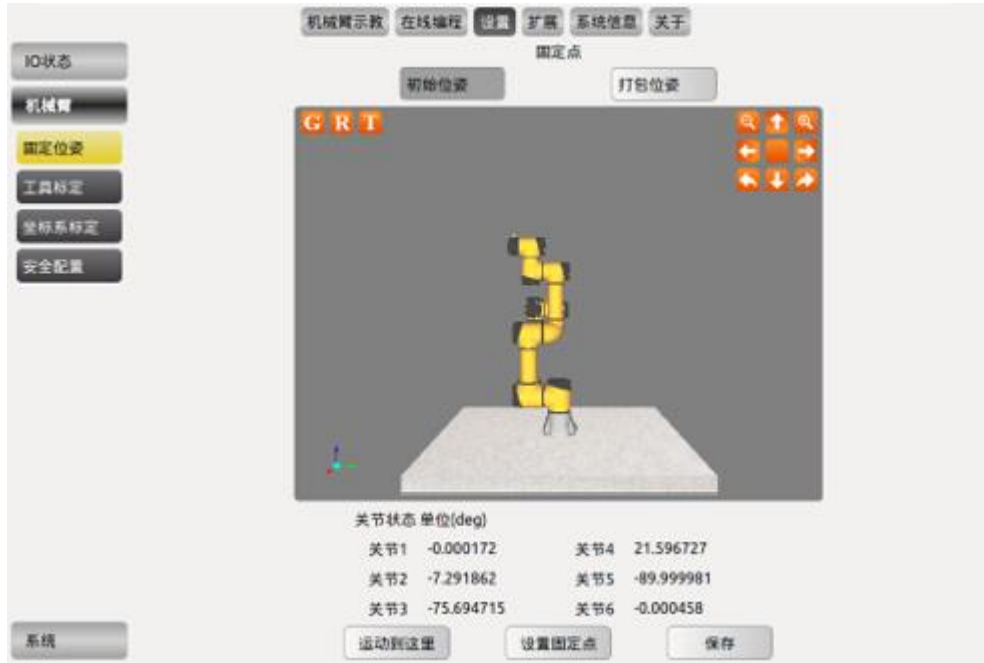 机械臂示教 在线编程 设置 扩展 系统信息 关于
固定点
初始位姿 打包位姿
IO状态
机械臂
固定位姿
工具标定
坐标系标定
安全配置
G R T
关节状态 单位(deg)
关节1 -0.000172 关节4 21.596727
关节2 -7.291862 关节5 -89.999981
关节3 -75.694715 关节6 -0.000458
系统 运动到这里 设置固定点 保存